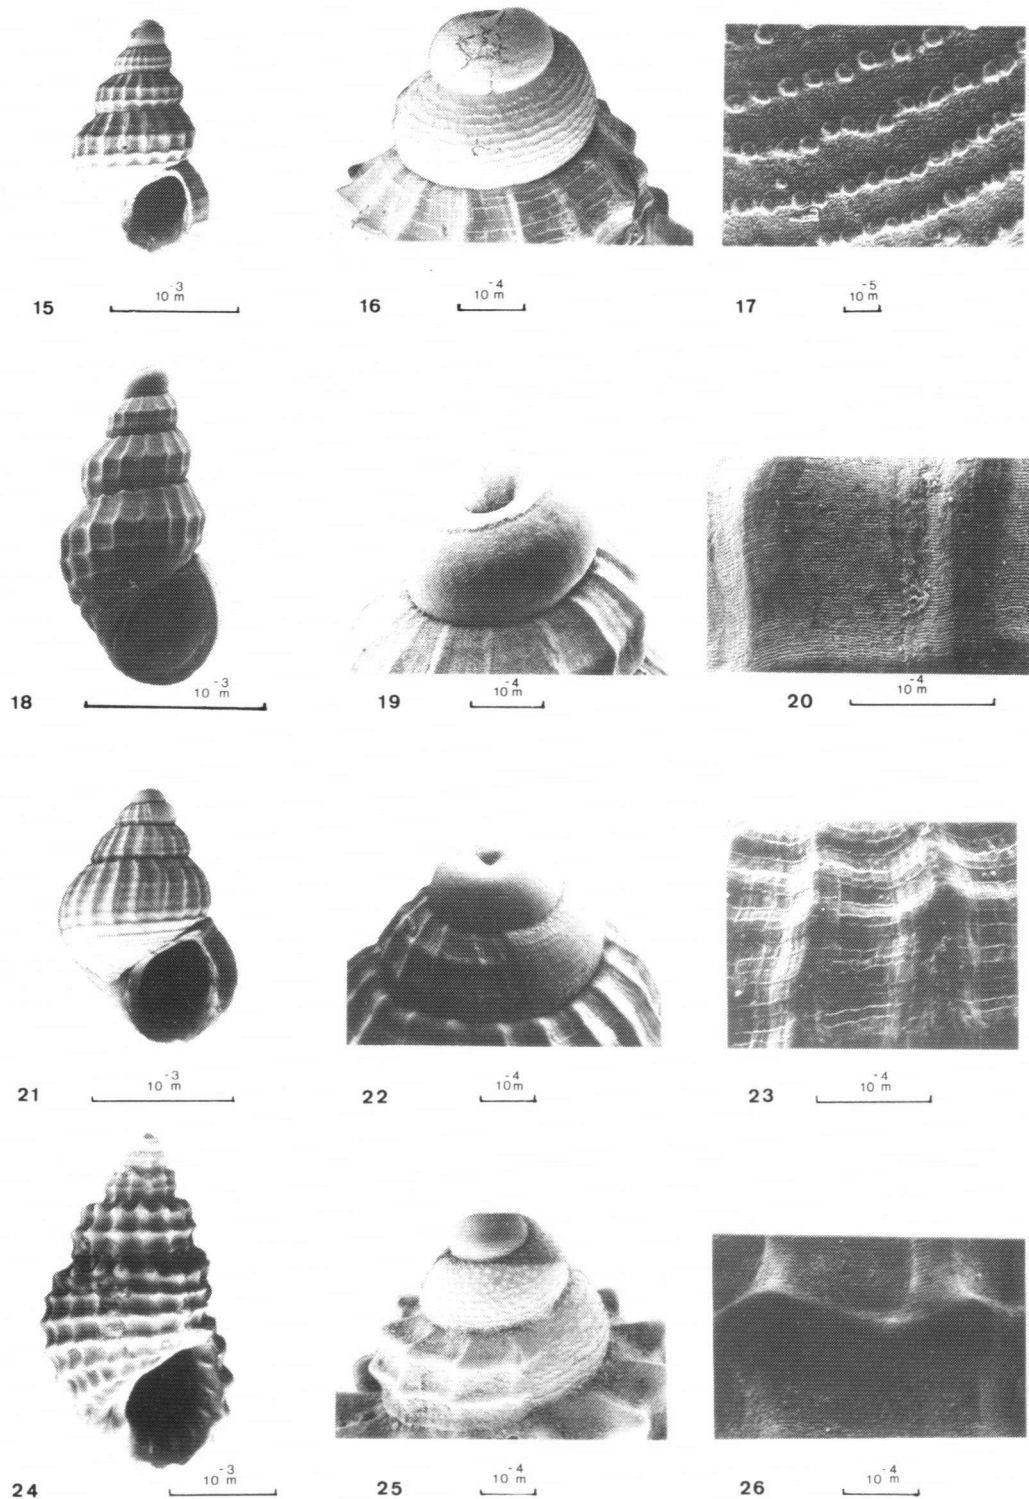 15 10⁻³ m 16 10⁻⁴ m 17 10⁻⁵ m
18 10⁻³ m 19 10⁻⁴ m 20 10⁻⁴ m
21 10⁻³ m 22 10⁻⁴ m 23 10⁻⁴ m
24 10⁻³ m 25 10⁻⁴ m 26 10⁻⁴ m